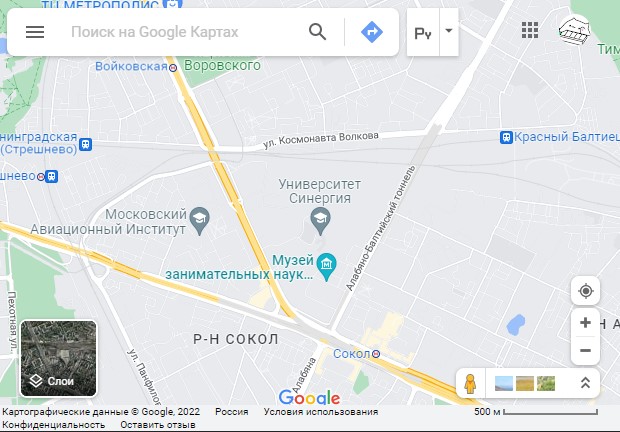 ТЦ МЕТРОПОЛИС
Поиск на Google Картах
Ру
Войковская
Воровского
Тим
нинградская
(Стрешнево)
ул. Космонавта Волкова
Красный Балтиец
шнево
Университет
Синергия
Московский
Авиационный Институт
Алабяно-Балтийский тоннель
Музей
занимательных наук...
Пехотная ул.
Р-Н СОКОЛ
Н А
ул. Панфилов
Алабяна
Сокол
Слои
Google
Картографические данные © Google, 2022
Россия
Условия использования
500 м
Конфиденциальность
Оставить отзыв